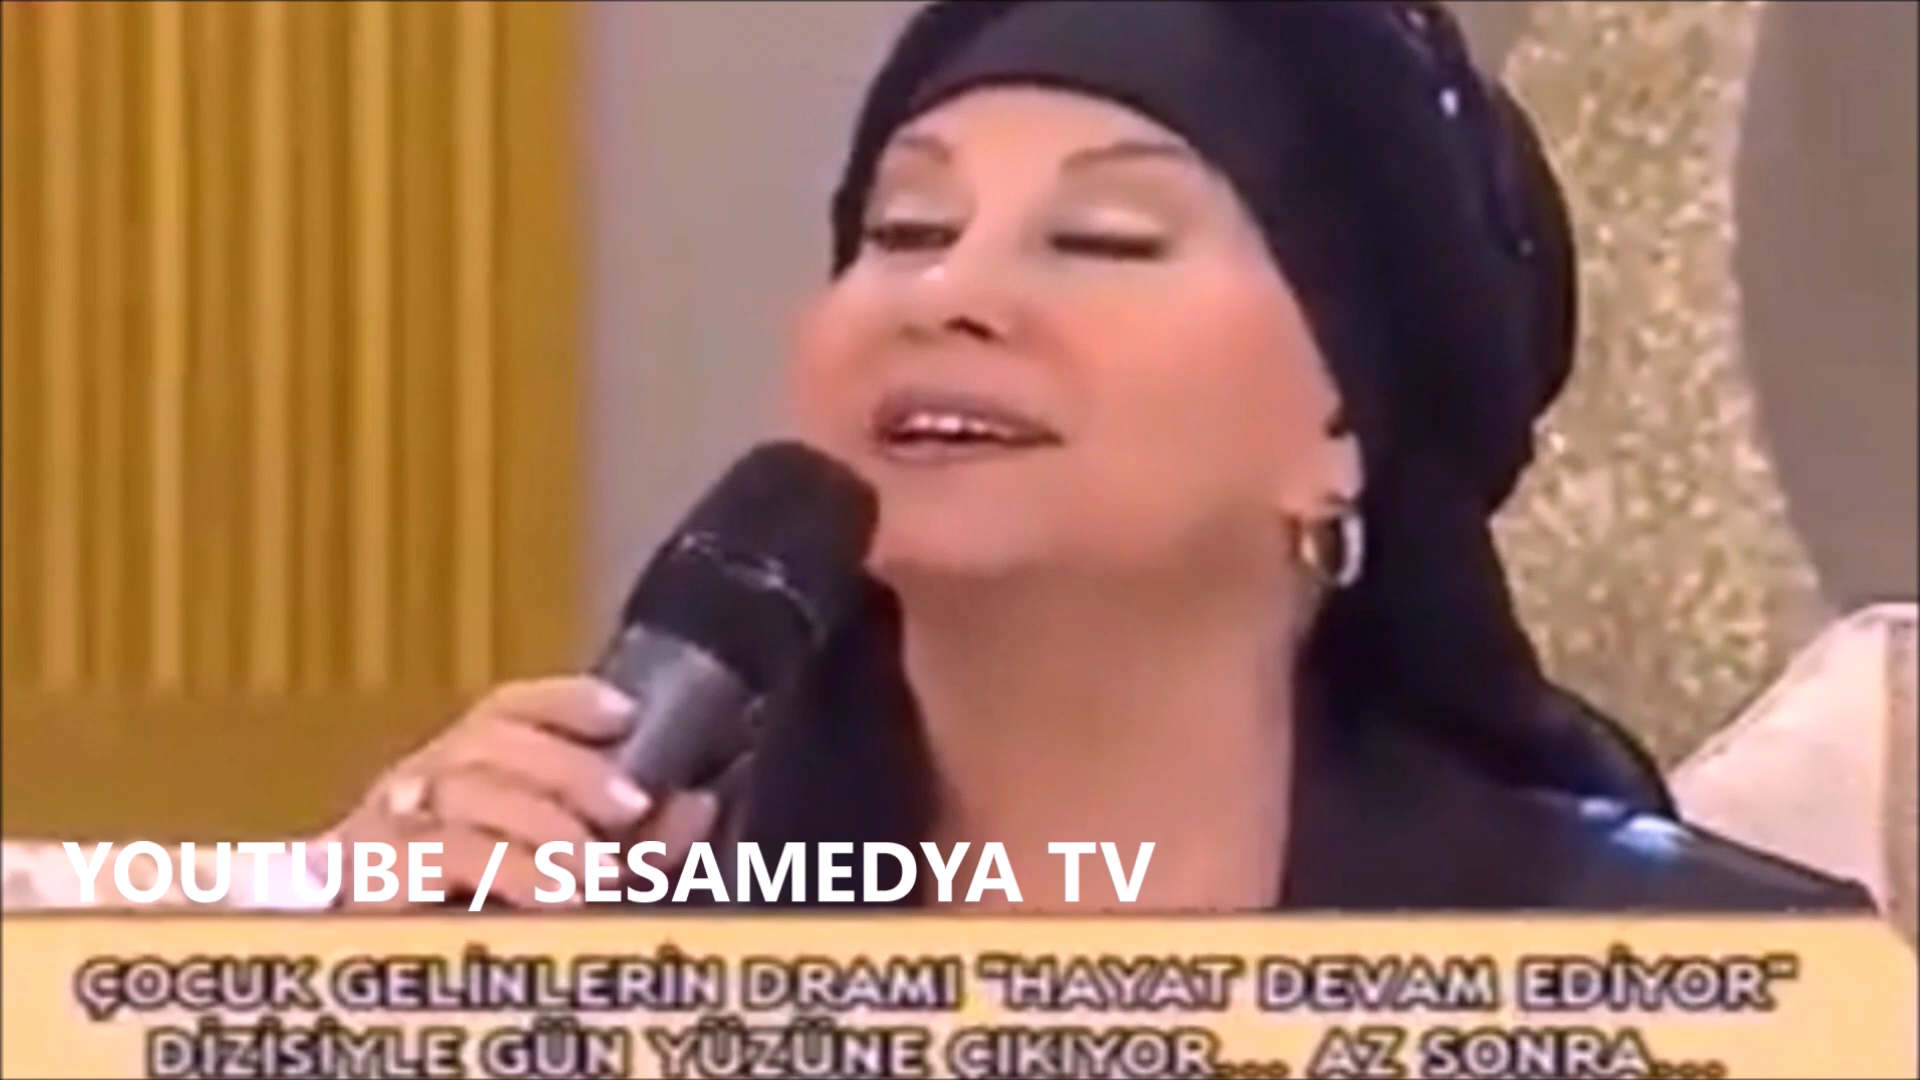 YOUTUBE / SESAMEDYA TV
ÇOCUK GELİNLERİN DRAMI "HAYAT DEVAM EDİYOR"
DİZİSİYLE GÜN YÜZÜNE ÇIKIYOR... AZ SONRA...